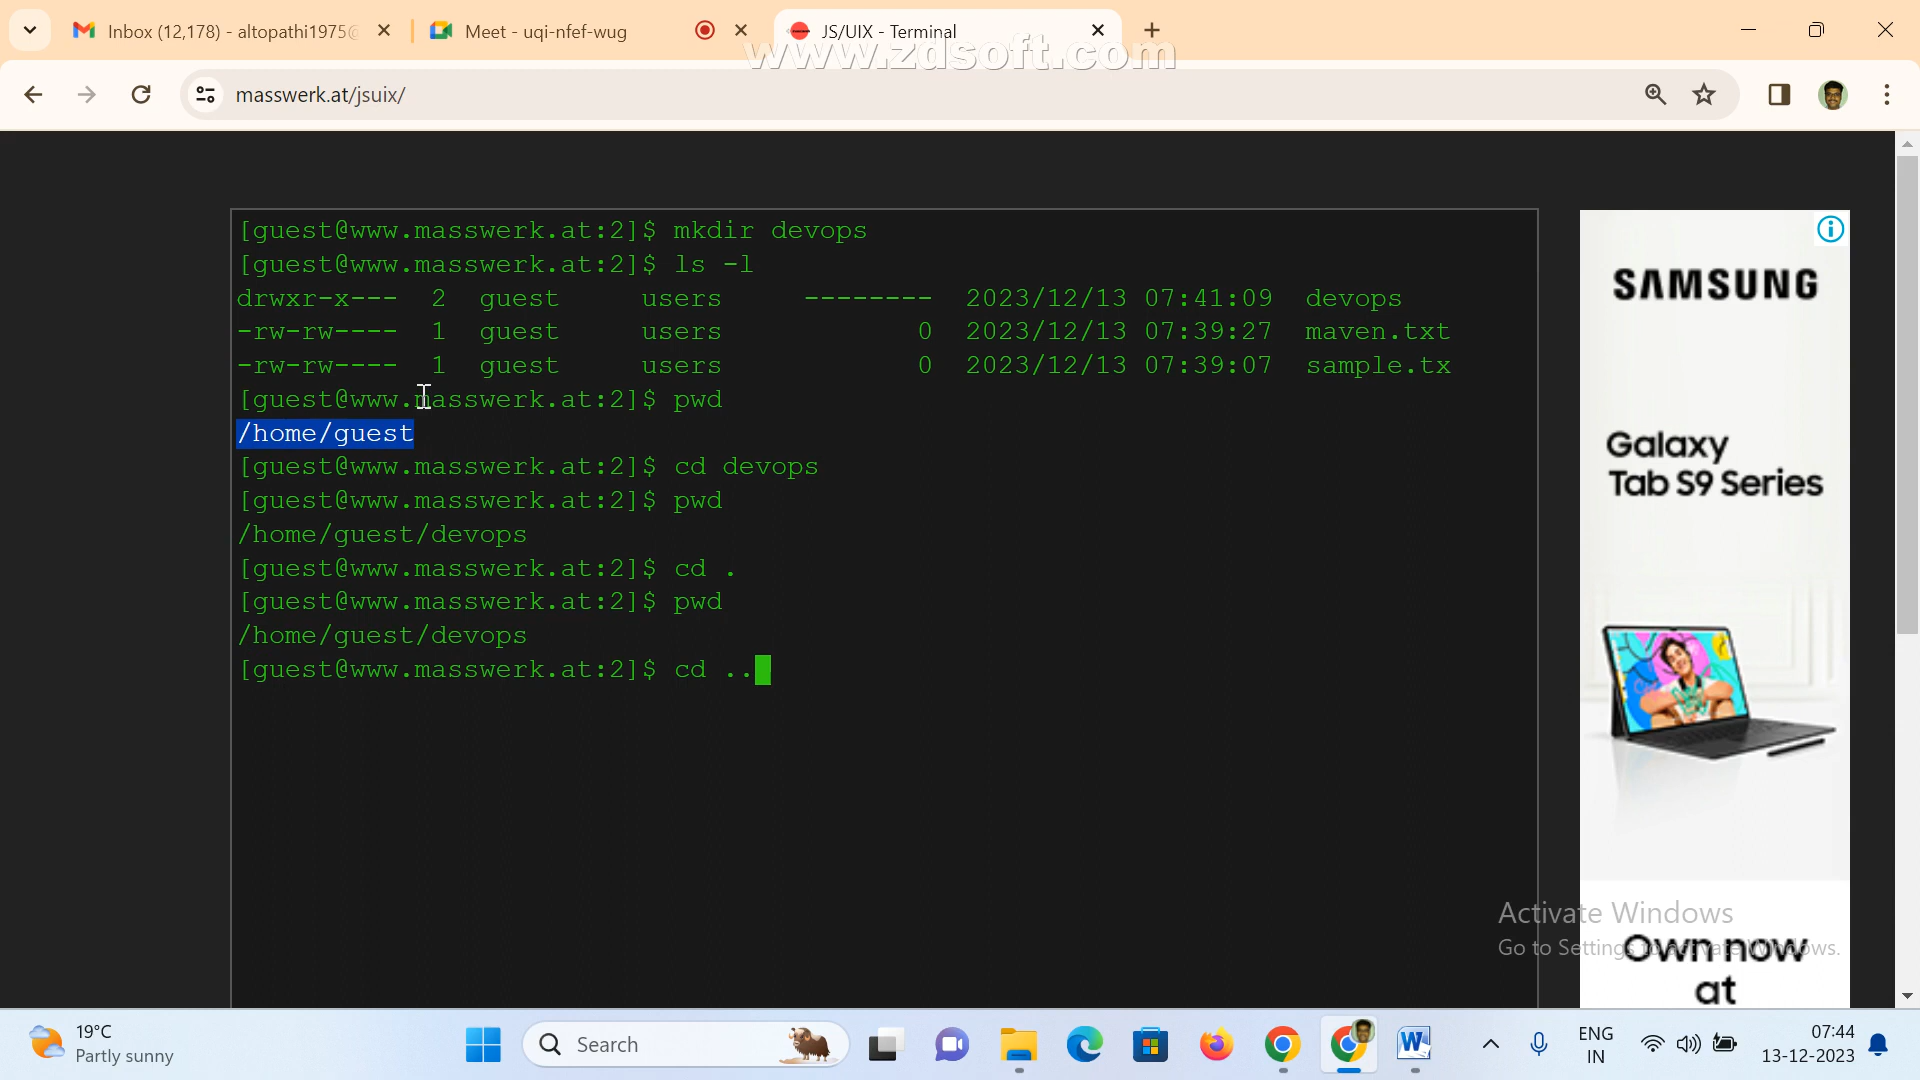 Inbox (12,178) - altopathi1975@
Meet - uqi-nfef-wug
JS/UIX - Terminal
www.zdsoft.com
masswerk.at/jsuix/
[guest@www.masswerk.at:2]$ mkdir devops
[guest@www.masswerk.at:2]$ ls -l
drwxr-x--- 2 guest users -------- 2023/12/13 07:41:09 devops
-rw-rw---- 1 guest users 0 2023/12/13 07:39:27 maven.txt
-rw-rw---- 1 guest users 0 2023/12/13 07:39:07 sample.tx
[guest@www.masswerk.at:2]$ pwd
/home/guest
[guest@www.masswerk.at:2]$ cd devops
[guest@www.masswerk.at:2]$ pwd
/home/guest/devops
[guest@www.masswerk.at:2]$ cd .
[guest@www.masswerk.at:2]$ pwd
/home/guest/devops
[guest@www.masswerk.at:2]$ cd ..
SAMSUNG
Galaxy
Tab S9 Series
Own now
at
Activate Windows
Go to Settings to activate Windows.
19°C
Partly sunny
Search
ENG
IN
07:44
13-12-2023